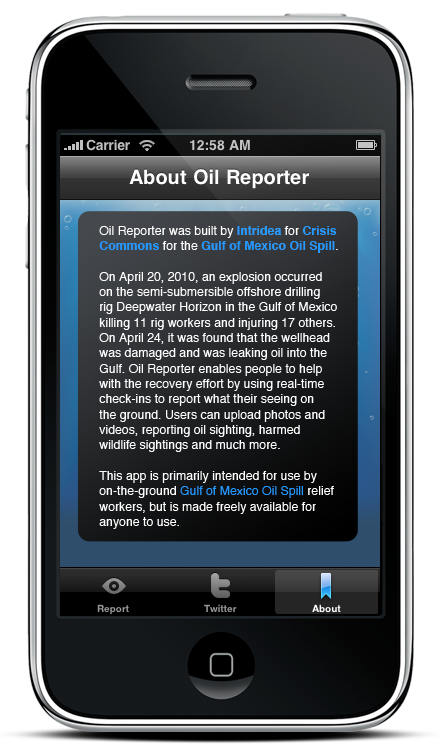 Carrier 12:58 AM
About Oil Reporter
Oil Reporter was built by Intridea for Crisis
Commons for the Gulf of Mexico Oil Spill.
On April 20, 2010, an explosion occurred
on the semi-submersible offshore drilling
rig Deepwater Horizon in the Gulf of Mexico
killing 11 rig workers and injuring 17 others.
On April 24, it was found that the wellhead
was damaged and was leaking oil into the
Gulf. Oil Reporter enables people to help
with the recovery effort by using real-time
check-ins to report what their seeing on
the ground. Users can upload photos and
videos, reporting oil sighting, harmed
wildlife sightings and much more.
This app is primarily intended for use by
on-the-ground Gulf of Mexico Oil Spill relief
workers, but is made freely available for
anyone to use.
Report Twitter About